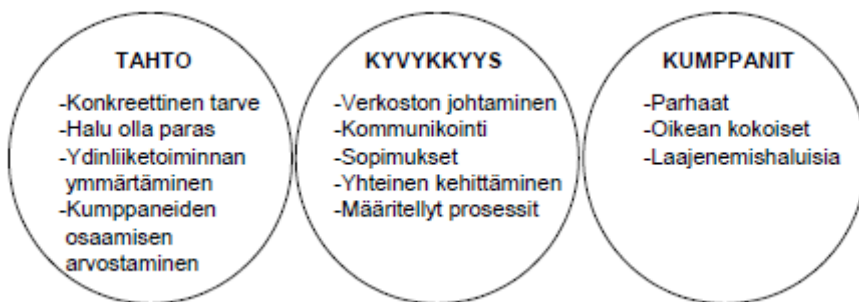 TAHTO
-Konkreettinen tarve
-Halu olla paras
-Ydinliiketoiminnan
ymmärtäminen
-Kumppaneiden
osaamisen
arvostaminen
KYVYKKYYS
-Verkoston johtaminen
-Kommunikointi
-Sopimukset
-Yhteinen kehittäminen
-Määritellyt prosessit
KUMPPANIT
-Parhaat
-Oikean kokoiset
-Laajenemishaluisia